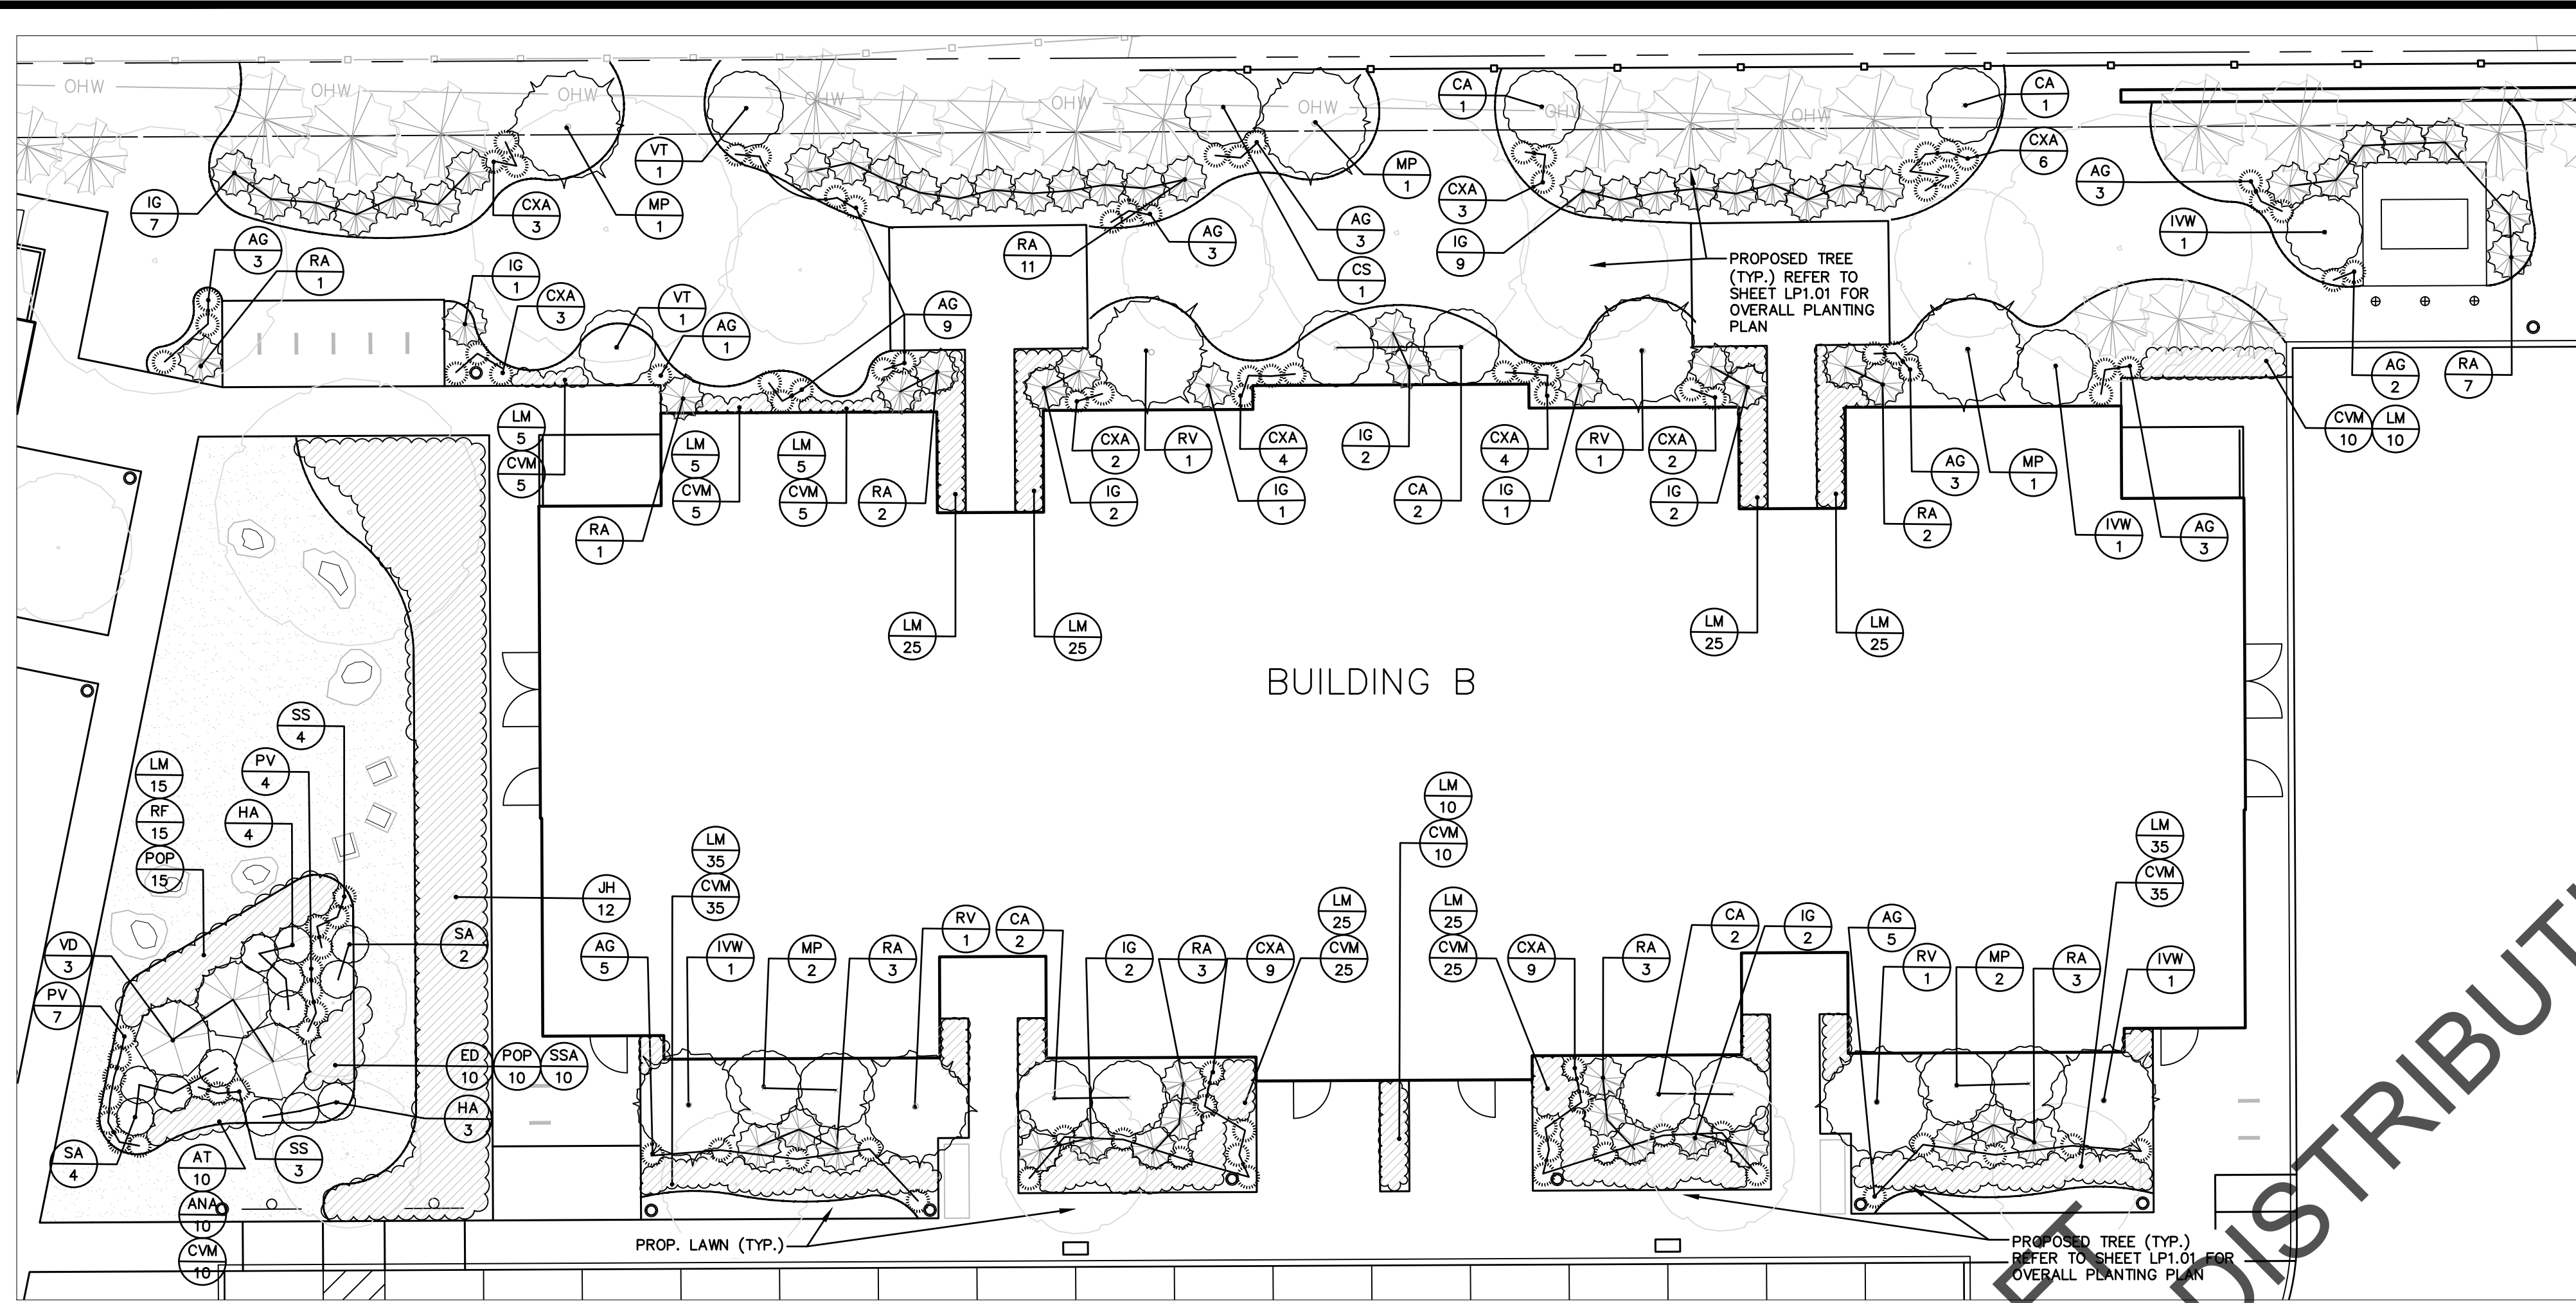 OHW
OHW
OHW
OHW
OHW
OHW
OHW
OHW
CA
1
CA
1
VT
1
MP
1
CXA
6
AG
3
IG
7
CXA
3
MP
1
CXA
3
AG
3
RA
1
IG
1
CXA
3
VT
1
AG
1
AG
9
RA
11
AG
3
AG
3
CS
1
IG
9
IVW
1
PROPOSED TREE
(TYP.) REFER TO
SHEET LP1.01 FOR
OVERALL PLANTING
PLAN
AG
2
RA
7
LM
5
CVM
5
LM
5
CVM
5
LM
5
CVM
5
RA
2
RA
1
CXA
2
IG
2
RV
1
CXA
4
IG
1
IG
2
CA
2
CXA
4
IG
1
RV
1
CXA
2
IG
2
AG
3
RA
2
MP
1
IVW
1
AG
3
CVM
10
LM
10
LM
25
LM
25
LM
25
LM
25
BUILDING B
SS
4
PV
4
HA
4
LM
15
RF
15
POP
15
VD
3
PV
7
SA
4
JH
12
SA
2
ED
10
POP
10
SSA
10
HA
3
SS
3
AT
10
ANA
10
CVM
10
LM
35
CVM
35
AG
5
IVW
1
MP
2
RA
3
RV
1
CA
2
IG
2
RA
3
CXA
9
LM
25
CVM
25
LM
10
CVM
10
LM
25
CVM
25
CXA
9
RA
3
CA
2
IG
2
AG
5
RV
1
MP
2
RA
3
LM
35
CVM
35
IVW
1
PROP. LAWN (TYP.)
PROPOSED TREE (TYP.)
REFER TO SHEET LP1.01 FOR
OVERALL PLANTING PLAN